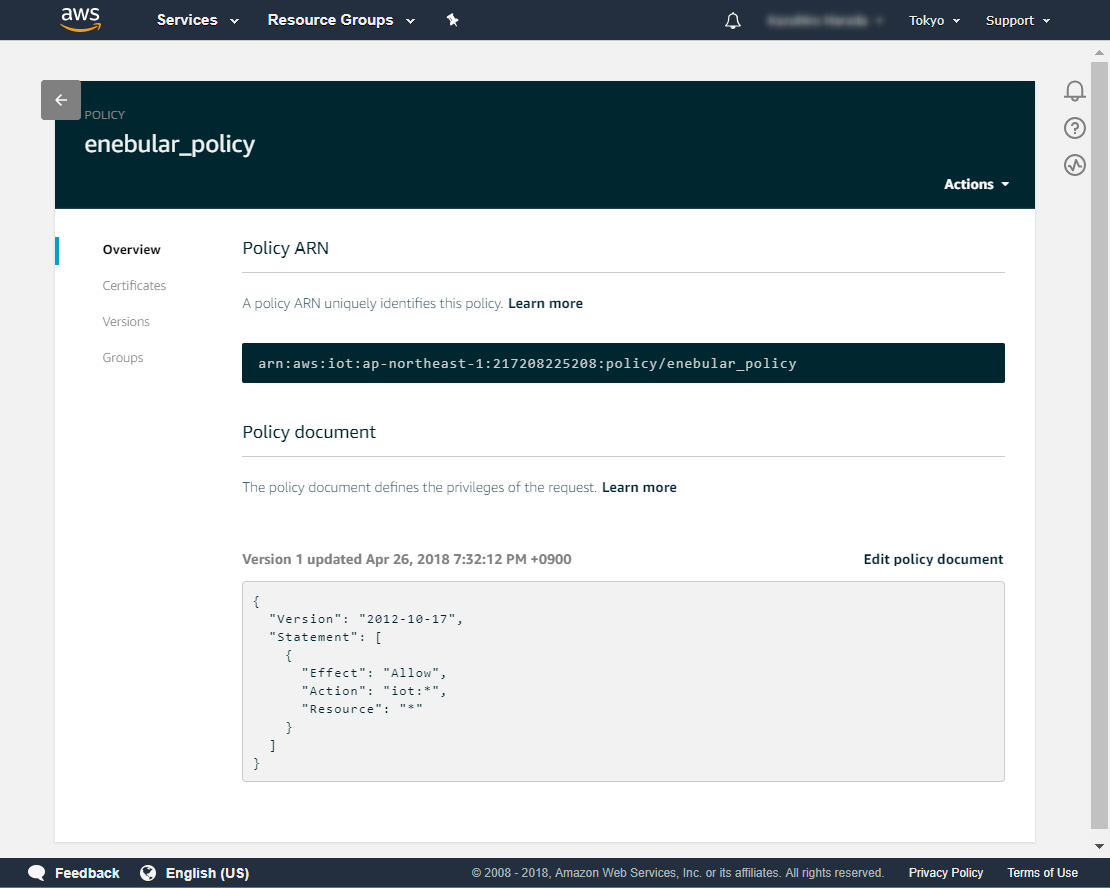 aws Services Resource Groups Tokyo Support
POLICY
enebular_policy
Actions
Overview
Certificates
Versions
Groups
Policy ARN
A policy ARN uniquely identifies this policy. Learn more
arn:aws:iot:ap-northeast-1:217208225208:policy/enebular_policy
Policy document
The policy document defines the privileges of the request. Learn more
Version 1 updated Apr 26, 2018 7:32:12 PM +0900 Edit policy document
{
"Version": "2012-10-17",
"Statement": [
{
"Effect": "Allow",
"Action": "iot:*",
"Resource": "*"
}
]
}
Feedback English (US) © 2008 - 2018, Amazon Web Services, Inc. or its affiliates. All rights reserved. Privacy Policy Terms of Use